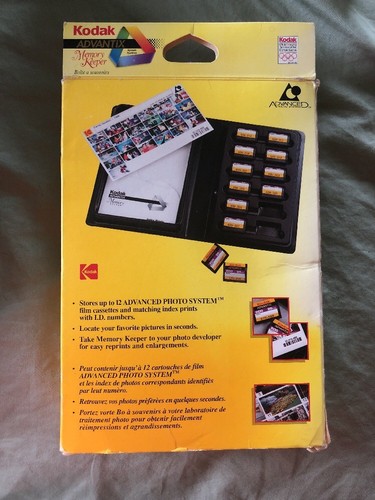 Kodak
ADVANTIX
Memory
Keeper
Boîte à souvenirs
Kodak
ADVANCED
Kodak
Memory
Kodak
• Stores up to 12 ADVANCED PHOTO SYSTEM™
film cassettes and matching index prints
with I.D. numbers.
• Locate your favorite pictures in seconds.
• Take Memory Keeper to your photo developer
for easy reprints and enlargements.
• Peut contenir jusqu'à 12 cartouches de film
ADVANCED PHOTO SYSTEM™
et les index de photos correspondants identifiés
par leur numéro.
• Retrouvez vos photos préférées en quelques secondes.
• Portez votre Boîte à souvenirs à votre laboratoire de
traitement photo pour obtenir facilement
réimpressions et agrandissements.